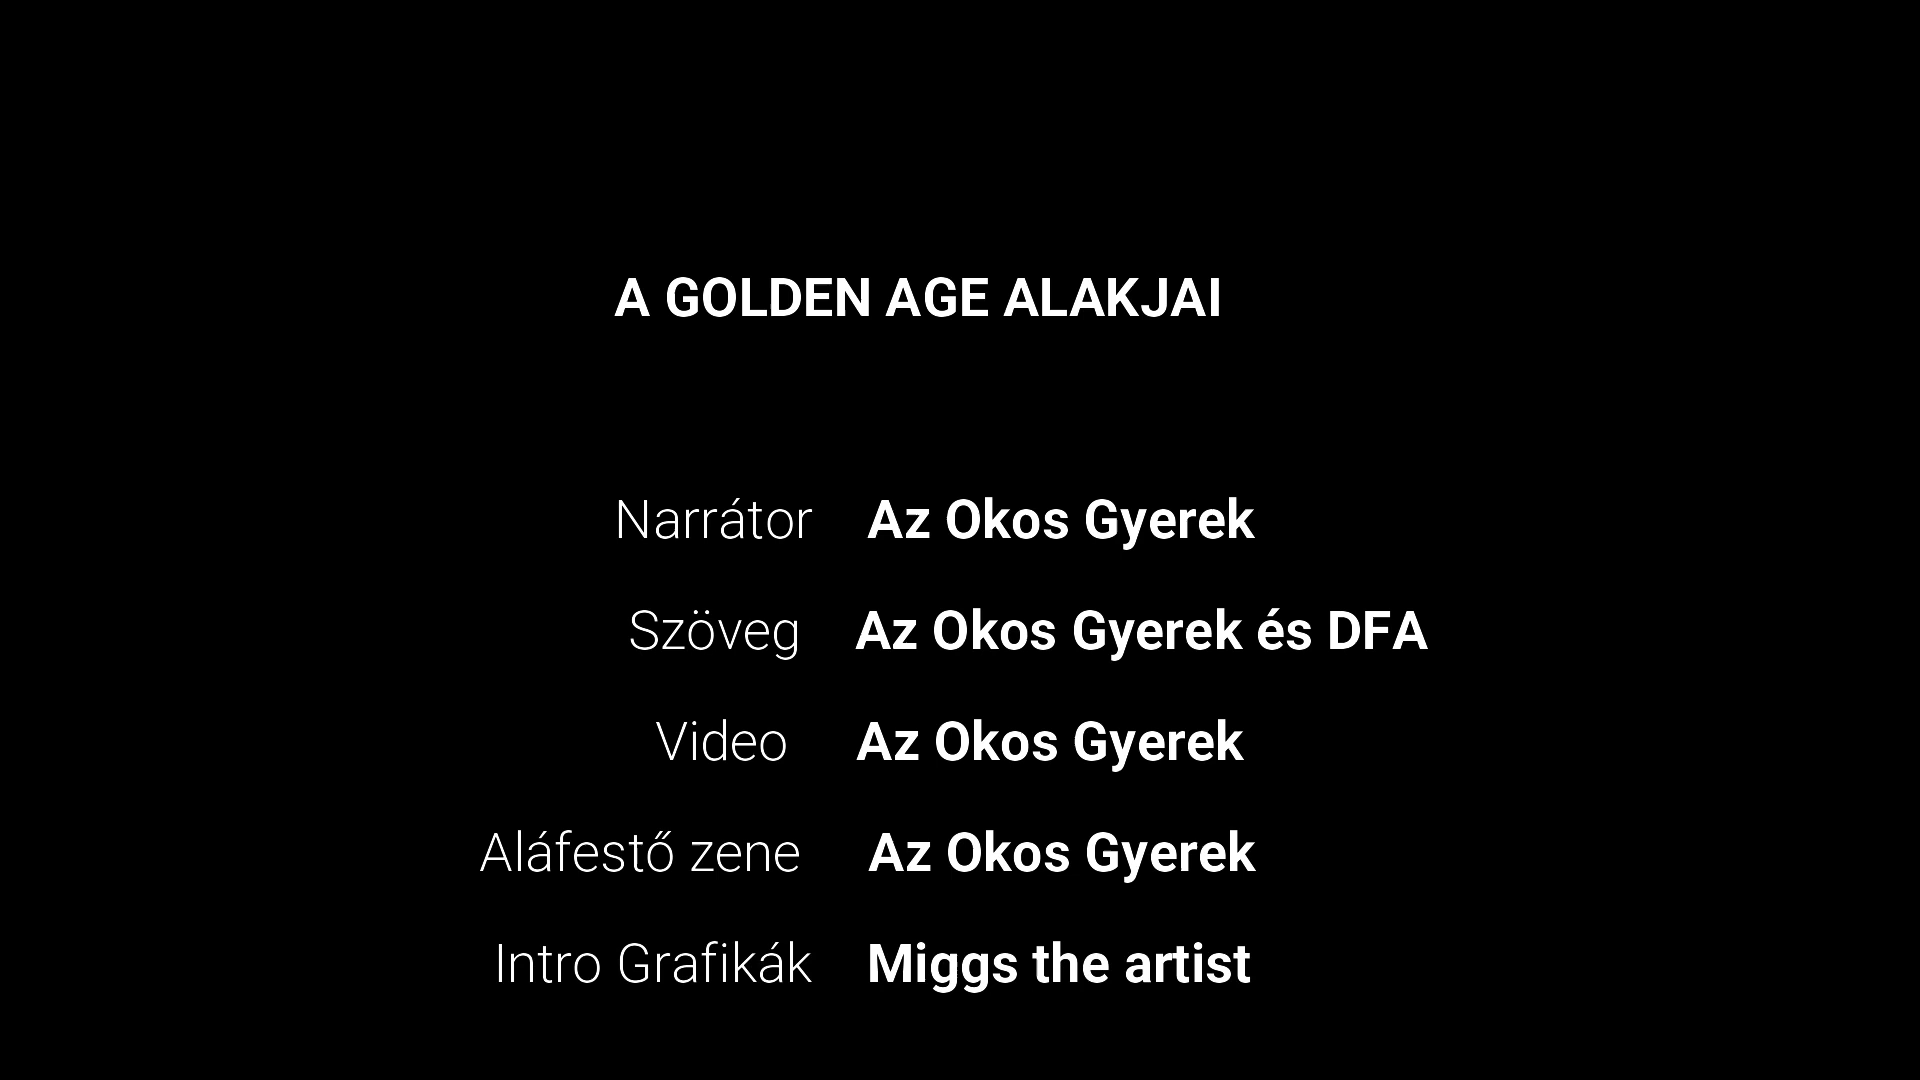 A GOLDEN AGE ALAKJAI
Narrátor Az Okos Gyerek
Szöveg Az Okos Gyerek és DFA
Video Az Okos Gyerek
Aláfestő zene Az Okos Gyerek
Intro Grafikák Miggs the artist